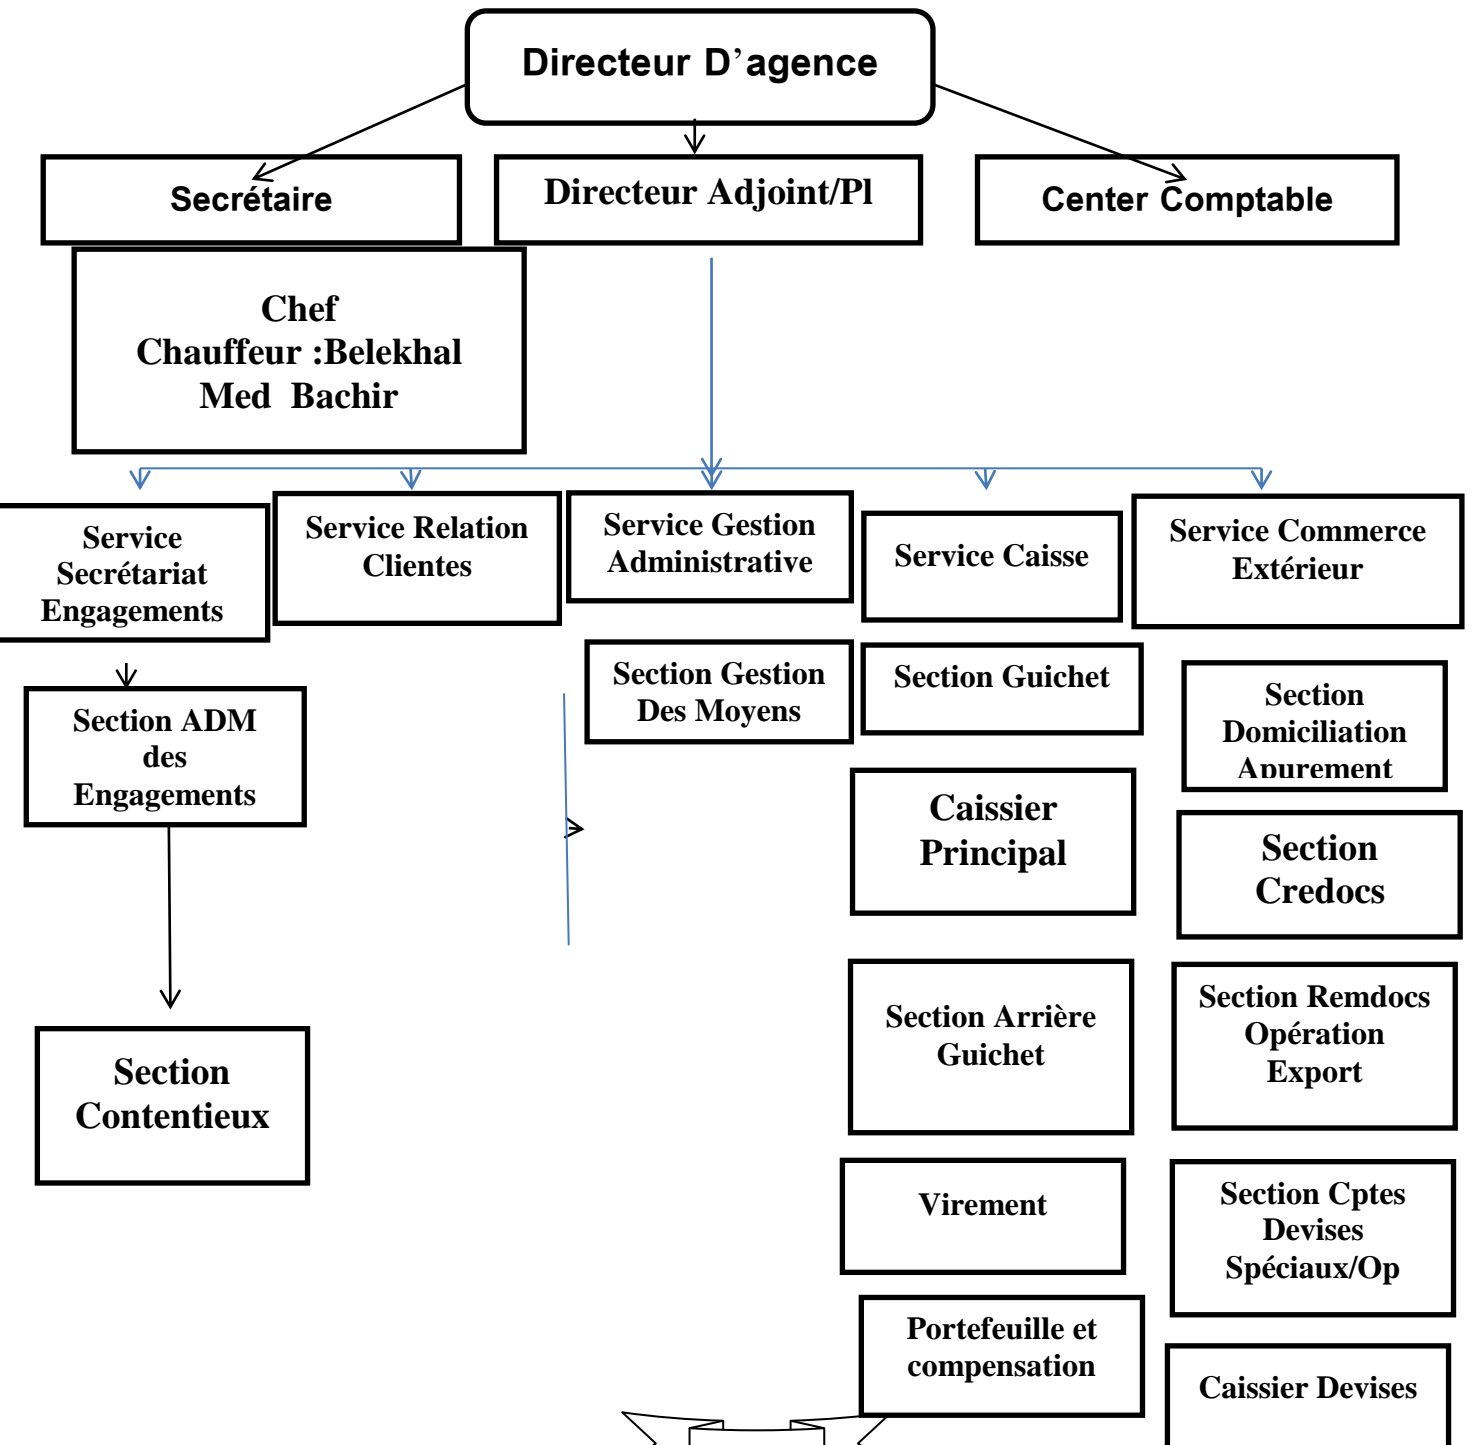 Directeur D’agence
Secrétaire
Directeur Adjoint/Pl
Center Comptable
Chef
Chauffeur :Belekhal
Med Bachir
Service
Secrétariat
Engagements
Service Relation
Clientes
Service Gestion
Administrative
Service Caisse
Service Commerce
Extérieur
Section ADM
des
Engagements
Section Gestion
Des Moyens
Section Guichet
Section
Domiciliation
Apurement
Caissier
Principal
Section
Credocs
Section Arrière
Guichet
Section Remdocs
Opération
Export
Section
Contentieux
Virement
Section Cptes
Devises
Spéciaux/Op
Portefeuille et
compensation
Caissier Devises